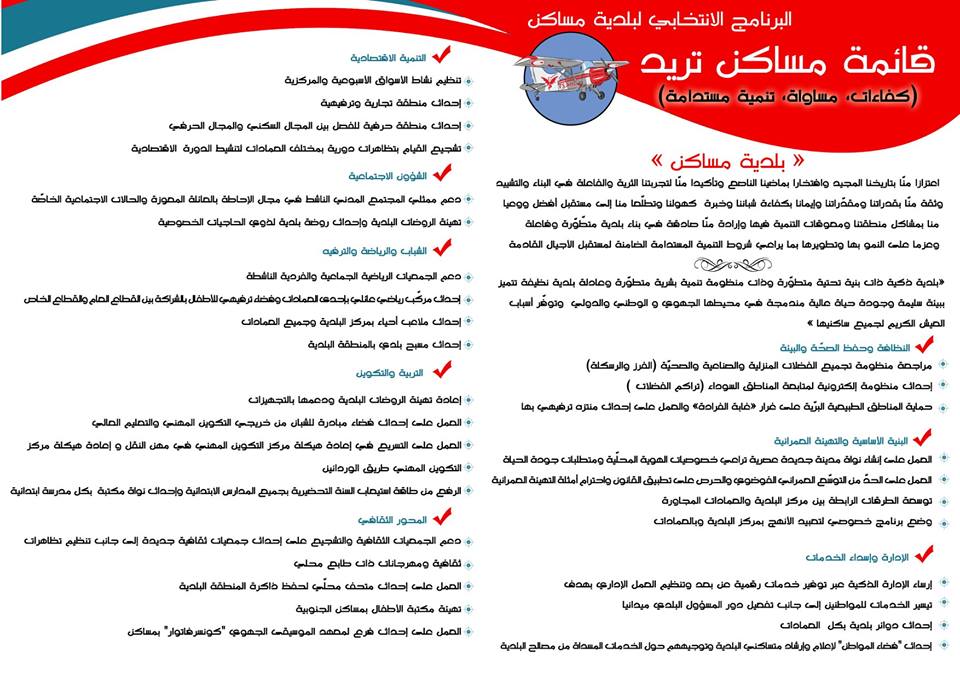 البرنامج الانتخابي لبلدية مساكن
قائمة مساكن تريد
(كفاءات، مساواة، تنمية مستدامة)
« بلدية مساكن »
اعتزازا منّا بتاريخنا المجيد وافتخارا بماضينا الناصع وتأكيدا منّا لتجربتنا الثرية والفاعلة في البناء والتشييد
وثقة منّا بقدراتنا ومقدّراتنا وإيمانا بكفاءة شباننا وخبرة كهولنا وتطلّعا منا إلى مستقبل أفضل ووعيا
منا بمشاكل منطقتنا ومعوقات التنمية فيها وإرادة منّا صادقة في بناء بلدية متطّورة وفاعلة
وعزما على النمو بها وتطويرها بما يراعي شروط التنمية المستدامة الضامنة لمستقبل الأجيال القادمة
«بلدية ذكية ذات بنية تحتية متطوّرة وذات منظومة تنمية بشرية متطوّرة وعادلة بلدية نظيفة تتميز
ببيئة سليمة وجودة حياة عالية مندمجة في محيطها الجهوي و الوطني والدولي وتوفّر أسباب
العيش الكريم لجميع ساكنيها »
النظافة وحفظ الصحّة والبيئة
مراجعة منظومة تجميع الفضلات المنزلية والصناعية والصحيّة (الفرز والرسكلة)
إحداث منظومة إلكترونية لمتابعة المناطق السوداء (تراكم الفضلات )
حماية المناطق الطبيعية البرّية على غرار «غابة الفرادة» والعمل على إحداث منتزه ترفيهي بها
البنية الأساسية والتهيئة العمرانية
العمل على إنشاء نواة مدينة جديدة عصرية تراعي خصوصيات الهوية المحلّية ومتطلبات جودة الحياة
العمل على الحدّ من التوسّع العمراني الفوضوي والحرص على تطبيق القانون واحترام أمثلة التهيئة العمرانية
توسعة الطرقات الرابطة بين مركز البلدية والعمادات المجاورة
وضع برنامج خصوصي لتعبيد الأنهج بمركز البلدية وبالعمادات
الإدارة وإسداء الخدمات
إرساء الإدارة الذكية عبر توفير خدمات رقمية عن بعد وتنظيم العمل الإداري بهدف
تيسير الخدمات للمواطنين إلى جانب تفعيل دور المسؤول البلدي ميدانيا
إحداث دوائر بلدية بكل العمادات
إحداث "فضاء المواطن" لإعلام وإرشاد متساكني البلدية وتوجيههم حول الخدمات المسداة من مصالح البلدية
التنمية الاقتصادية
تنظيم نشاط الأسواق الأسبوعية والمركزية
إحداث منطقة تجارية وترفيهية
إحداث منطقة حرفية للفصل بين المجال السكني والمجال الحرفي
تشجيع القيام بتظاهرات دورية بمختلف العمادات لتنشيط الدورة الاقتصادية
الشؤون الاجتماعية
دعم ممثلي المجتمع المدني الناشط في مجال الإحاطة بالعائلة المعوزة والحالات الاجتماعية الخاصّة
تهيئة الروضات البلدية وإحداث روضة بلدية لذوي الحاجيات الخصوصية
الشباب والرياضة والترفيه
دعم الجمعيات الرياضية الجماعية والفردية الناشطة
إحداث مركّب رياضي عائلي بإحدى العمادات وفضاء ترفيهي للأطفال بالشراكة بين القطاع العام والقطاع الخاص
إحداث ملاعب أحياء بمركز البلدية وجميع العمادات
إحداث مسبح بلدي بالمنطقة البلدية
التربية والتكوين
إعادة تهيئة الروضات البلدية ودعمها بالتجهيزات
العمل على إحداث فضاء مبادرة للشبان من خريجي التكوين المهني والتعليم العالي
العمل على التسريع في إعادة هيكلة مركز التكوين المهني في مهن النقل و إعادة هيكلة مركز
التكوين المهني طريق الوردانين
الرفع من طاقة استيعاب السنة التحضيرية بجميع المدارس الابتدائية وإحداث نواة مكتبة بكل مدرسة ابتدائية
المحور الثقافي
دعم الجمعيات الثقافية والتشجيع على إحداث جمعيات ثقافية جديدة إلى جانب تنظيم تظاهرات
ثقافية ومهرجانات ذات طابع محلي
العمل على إحداث متحف محلّي لحفظ ذاكرة المنطقة البلدية
تهيئة مكتبة الأطفال بمساكن الجنوبية
العمل على إحداث فرع لمعهد الموسيقى الجهوي "كونسرفاتوار" بمساكن